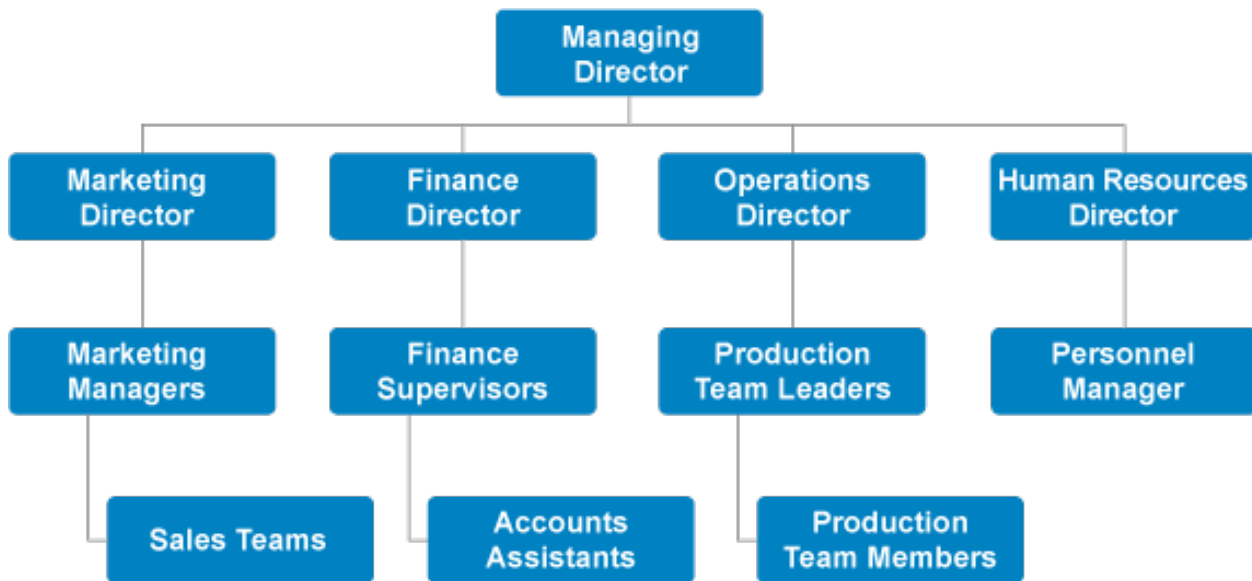 Managing
Director
Marketing
Director
Finance
Director
Operations
Director
Human Resources
Director
Marketing
Managers
Finance
Supervisors
Production
Team Leaders
Personnel
Manager
Sales Teams
Accounts
Assistants
Production
Team Members